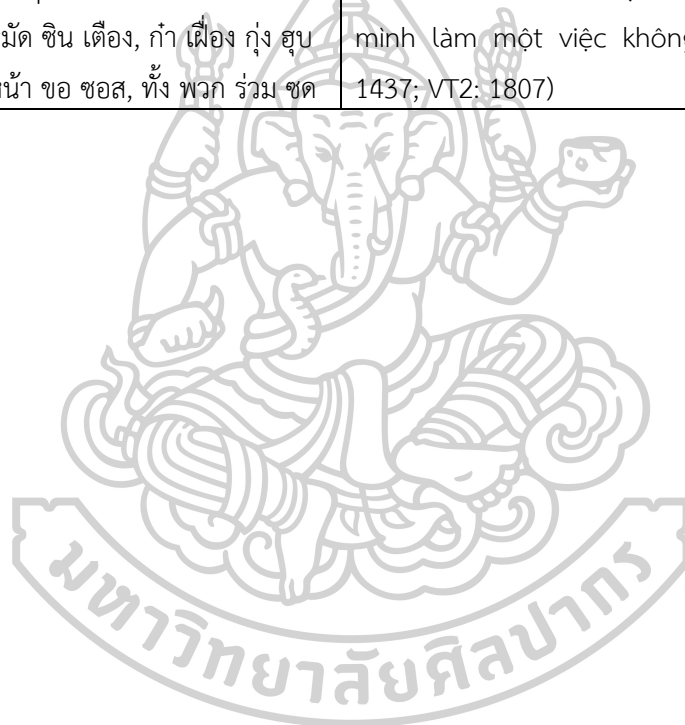 มัด ซิน เตือง, ก๋า เฝื่อง กุ่ง ฮุบ
น้า ขอ ซอส, ทั้ง พวก ร่วม ซด
mình làm một việc không
1437; VT2: 1807)
มหาวิทยาลัยศิลปากร